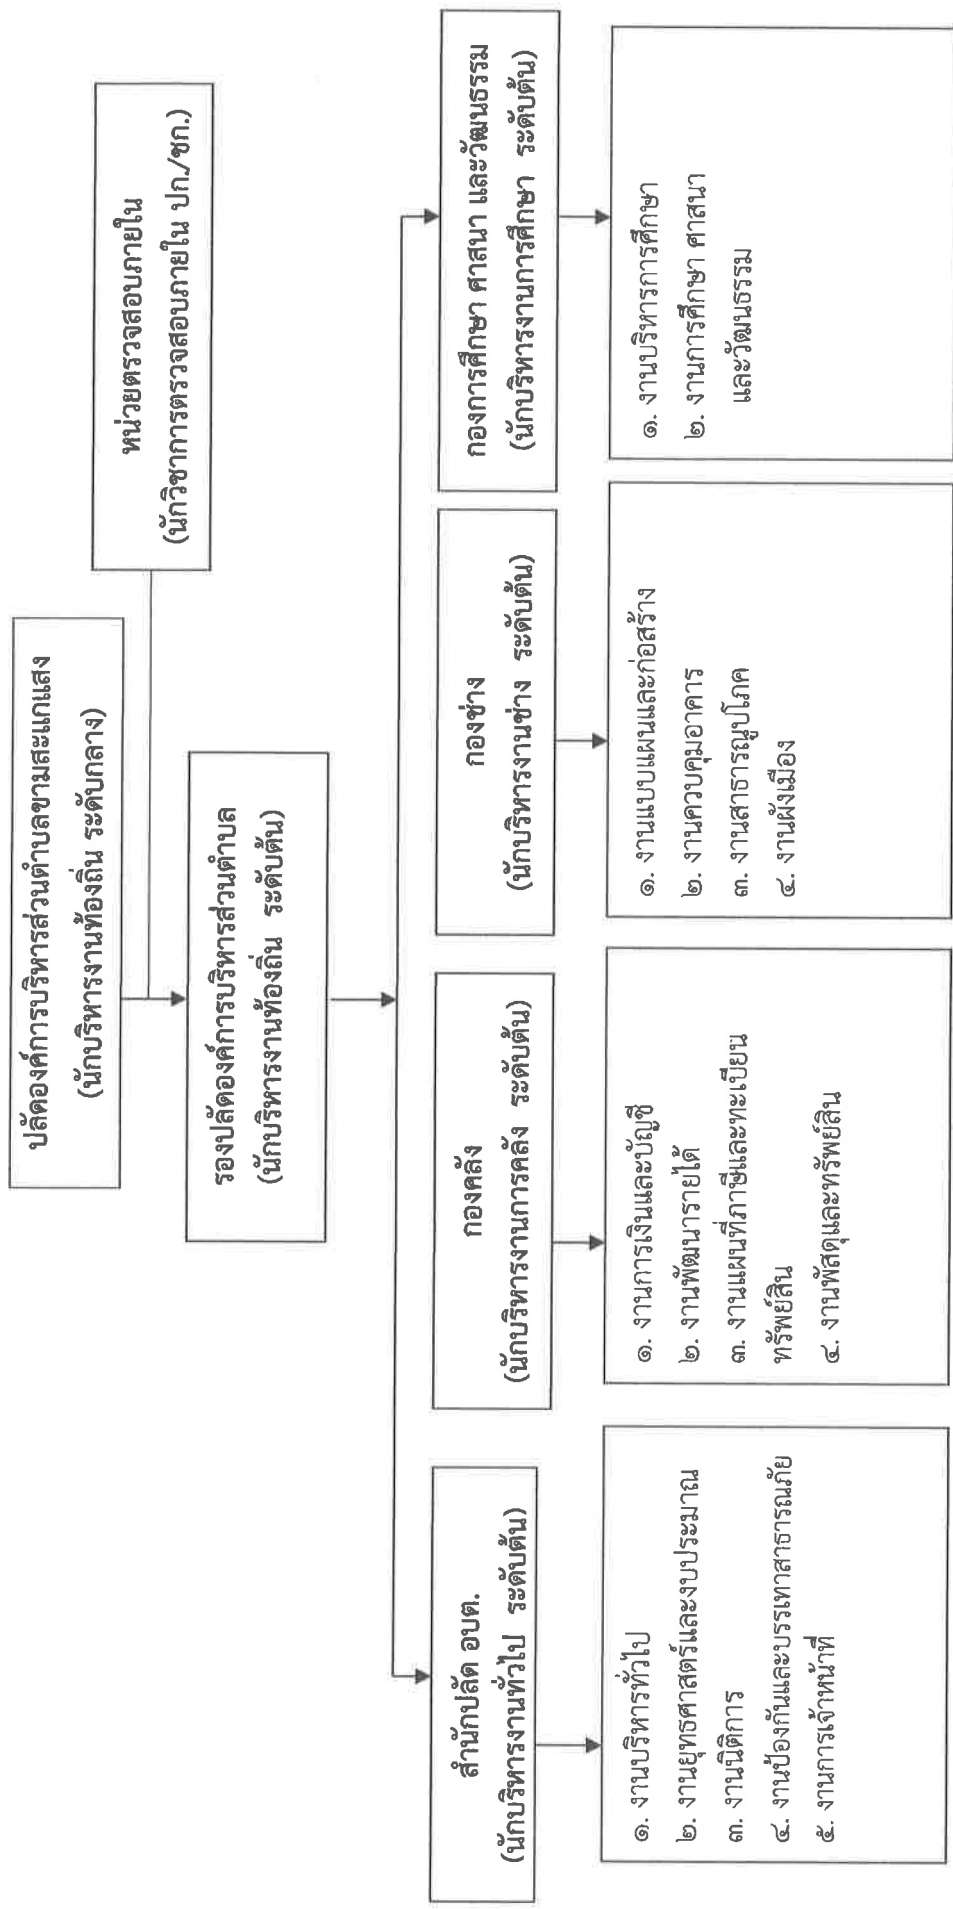 ปลัดองค์การบริหารส่วนตำบลขามสะแกแสง
(นักบริหารงานท้องถิ่น ระดับกลาง)
หน่วยตรวจสอบภายใน
(นักวิชาการตรวจสอบภายใน ปก./ชก.)
รองปลัดองค์การบริหารส่วนตำบล
(นักบริหารงานท้องถิ่น ระดับต้น)
สำนักปลัด อบต.
(นักบริหารงานทั่วไป ระดับต้น)
๑. งานบริหารทั่วไป
๒. งานยุทธศาสตร์และงบประมาณ
๓. งานนิติการ
๔. งานป้องกันและบรรเทาสาธารณภัย
๕. งานการเจ้าหน้าที่
กองคลัง
(นักบริหารงานการคลัง ระดับต้น)
๑. งานการเงินและบัญชี
๒. งานพัฒนารายได้
๓. งานแผนที่ภาษีและทะเบียน
ทรัพย์สิน
๔. งานพัสดุและทรัพย์สิน
กองช่าง
(นักบริหารงานช่าง ระดับต้น)
๑. งานแบบแผนและก่อสร้าง
๒. งานควบคุมอาคาร
๓. งานสาธารณูปโภค
๔. งานผังเมือง
กองการศึกษา ศาสนา และวัฒนธรรม
(นักบริหารงานการศึกษา ระดับต้น)
๑. งานบริหารการศึกษา
๒. งานการศึกษา ศาสนา
และวัฒนธรรม